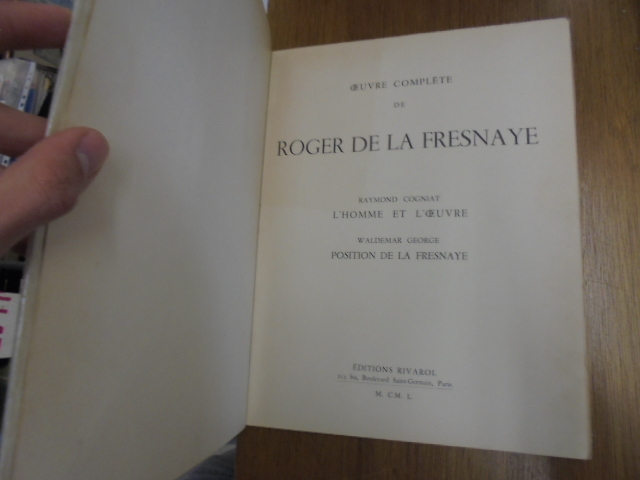 ŒUVRE COMPLÈTE
DE
ROGER DE LA FRESNAYE
RAYMOND COGNIAT
L'HOMME ET L'ŒUVRE
WALDEMAR GEORGE
POSITION DE LA FRESNAYE
ÉDITIONS RIVAROL
bis, Boulevard Saint-Germain, Paris
M. CM. L.